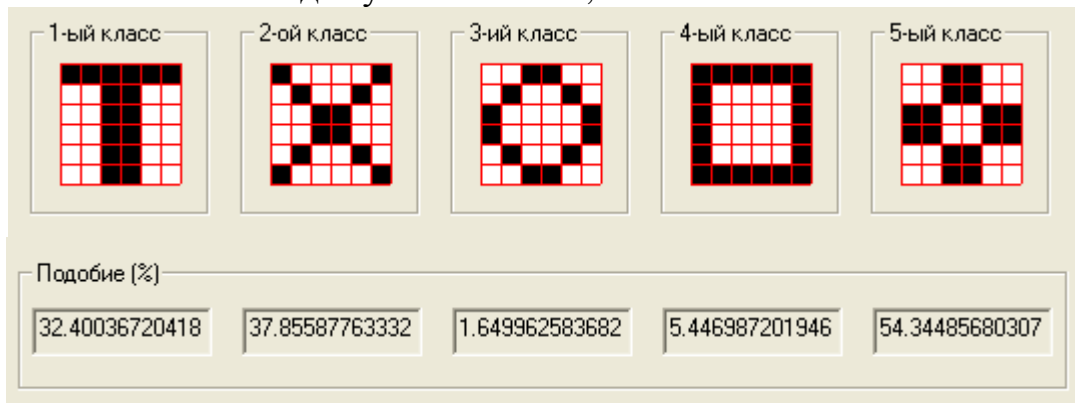 1-ый класс 2-ой класс 3-ий класс 4-ый класс 5-ый класс
Подобие (%)
32.40036720418 37.85587763332 1.649962583682 5.446987201946 54.34485680307